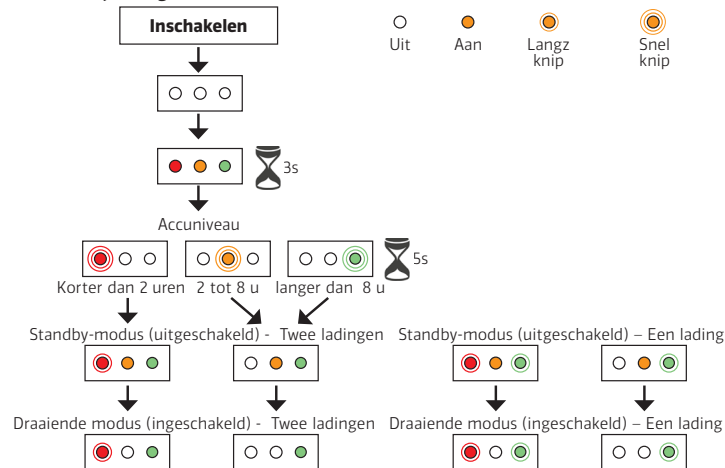 Inschakelen
Uit
Aan
Langz
knip
Snel
knip
3s
Accuniveau
5s
Korter dan 2 uren
2 tot 8 u
langer dan 8 u
Standby-modus (uitgeschakeld) - Twee ladingen
Standby-modus (uitgeschakeld) – Een lading
Draaiende modus (ingeschakeld) - Twee ladingen
Draaiende modus (ingeschakeld) – Een lading